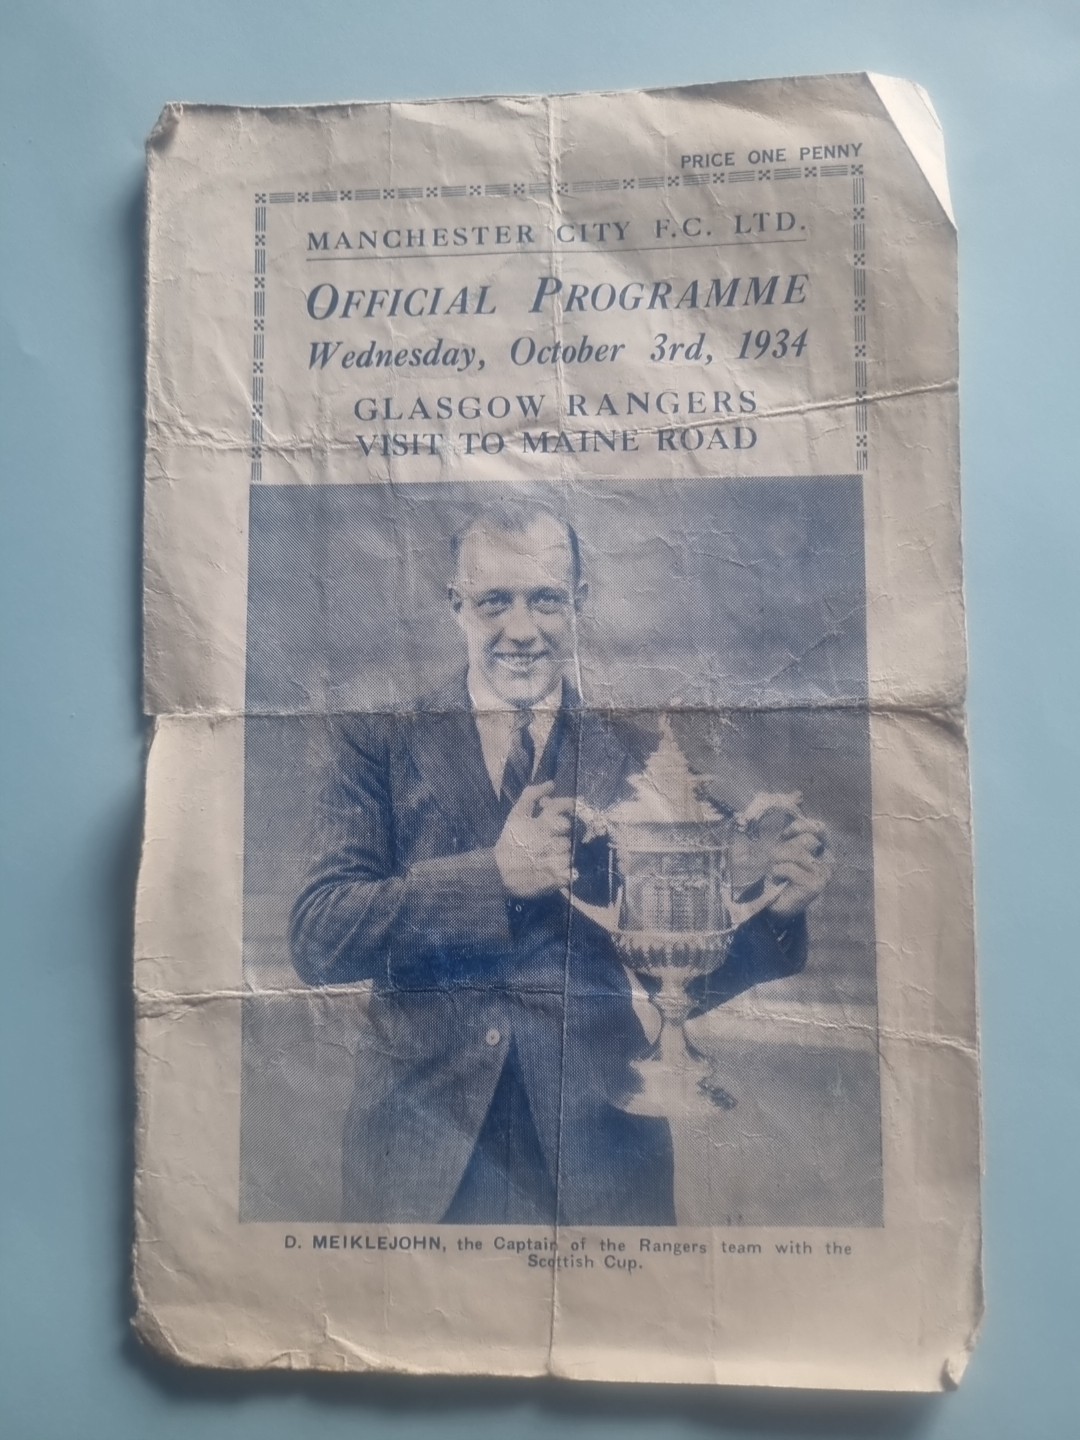 PRICE ONE PENNY
MANCHESTER CITY F.C. LTD.
OFFICIAL PROGRAMME
Wednesday, October 3rd, 1934
GLASGOW RANGERS
VISIT TO MAINE ROAD
D. MEIKLEJOHN, the Captain of the Rangers team with the
Scottish Cup.